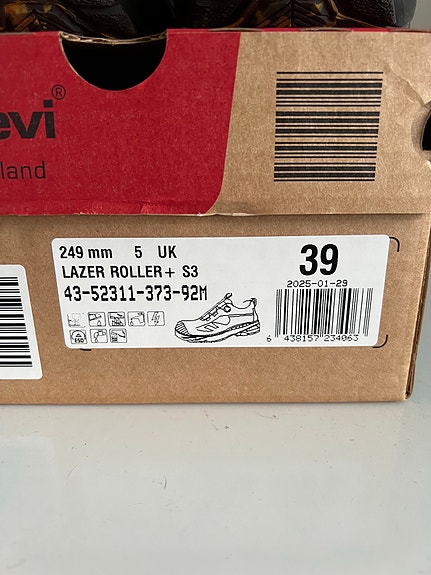 evi®
land
249 mm 5 UK
LAZER ROLLER+ S3
43-52311-373-92M
39
2025-01-29
ESD
6 438157 234063